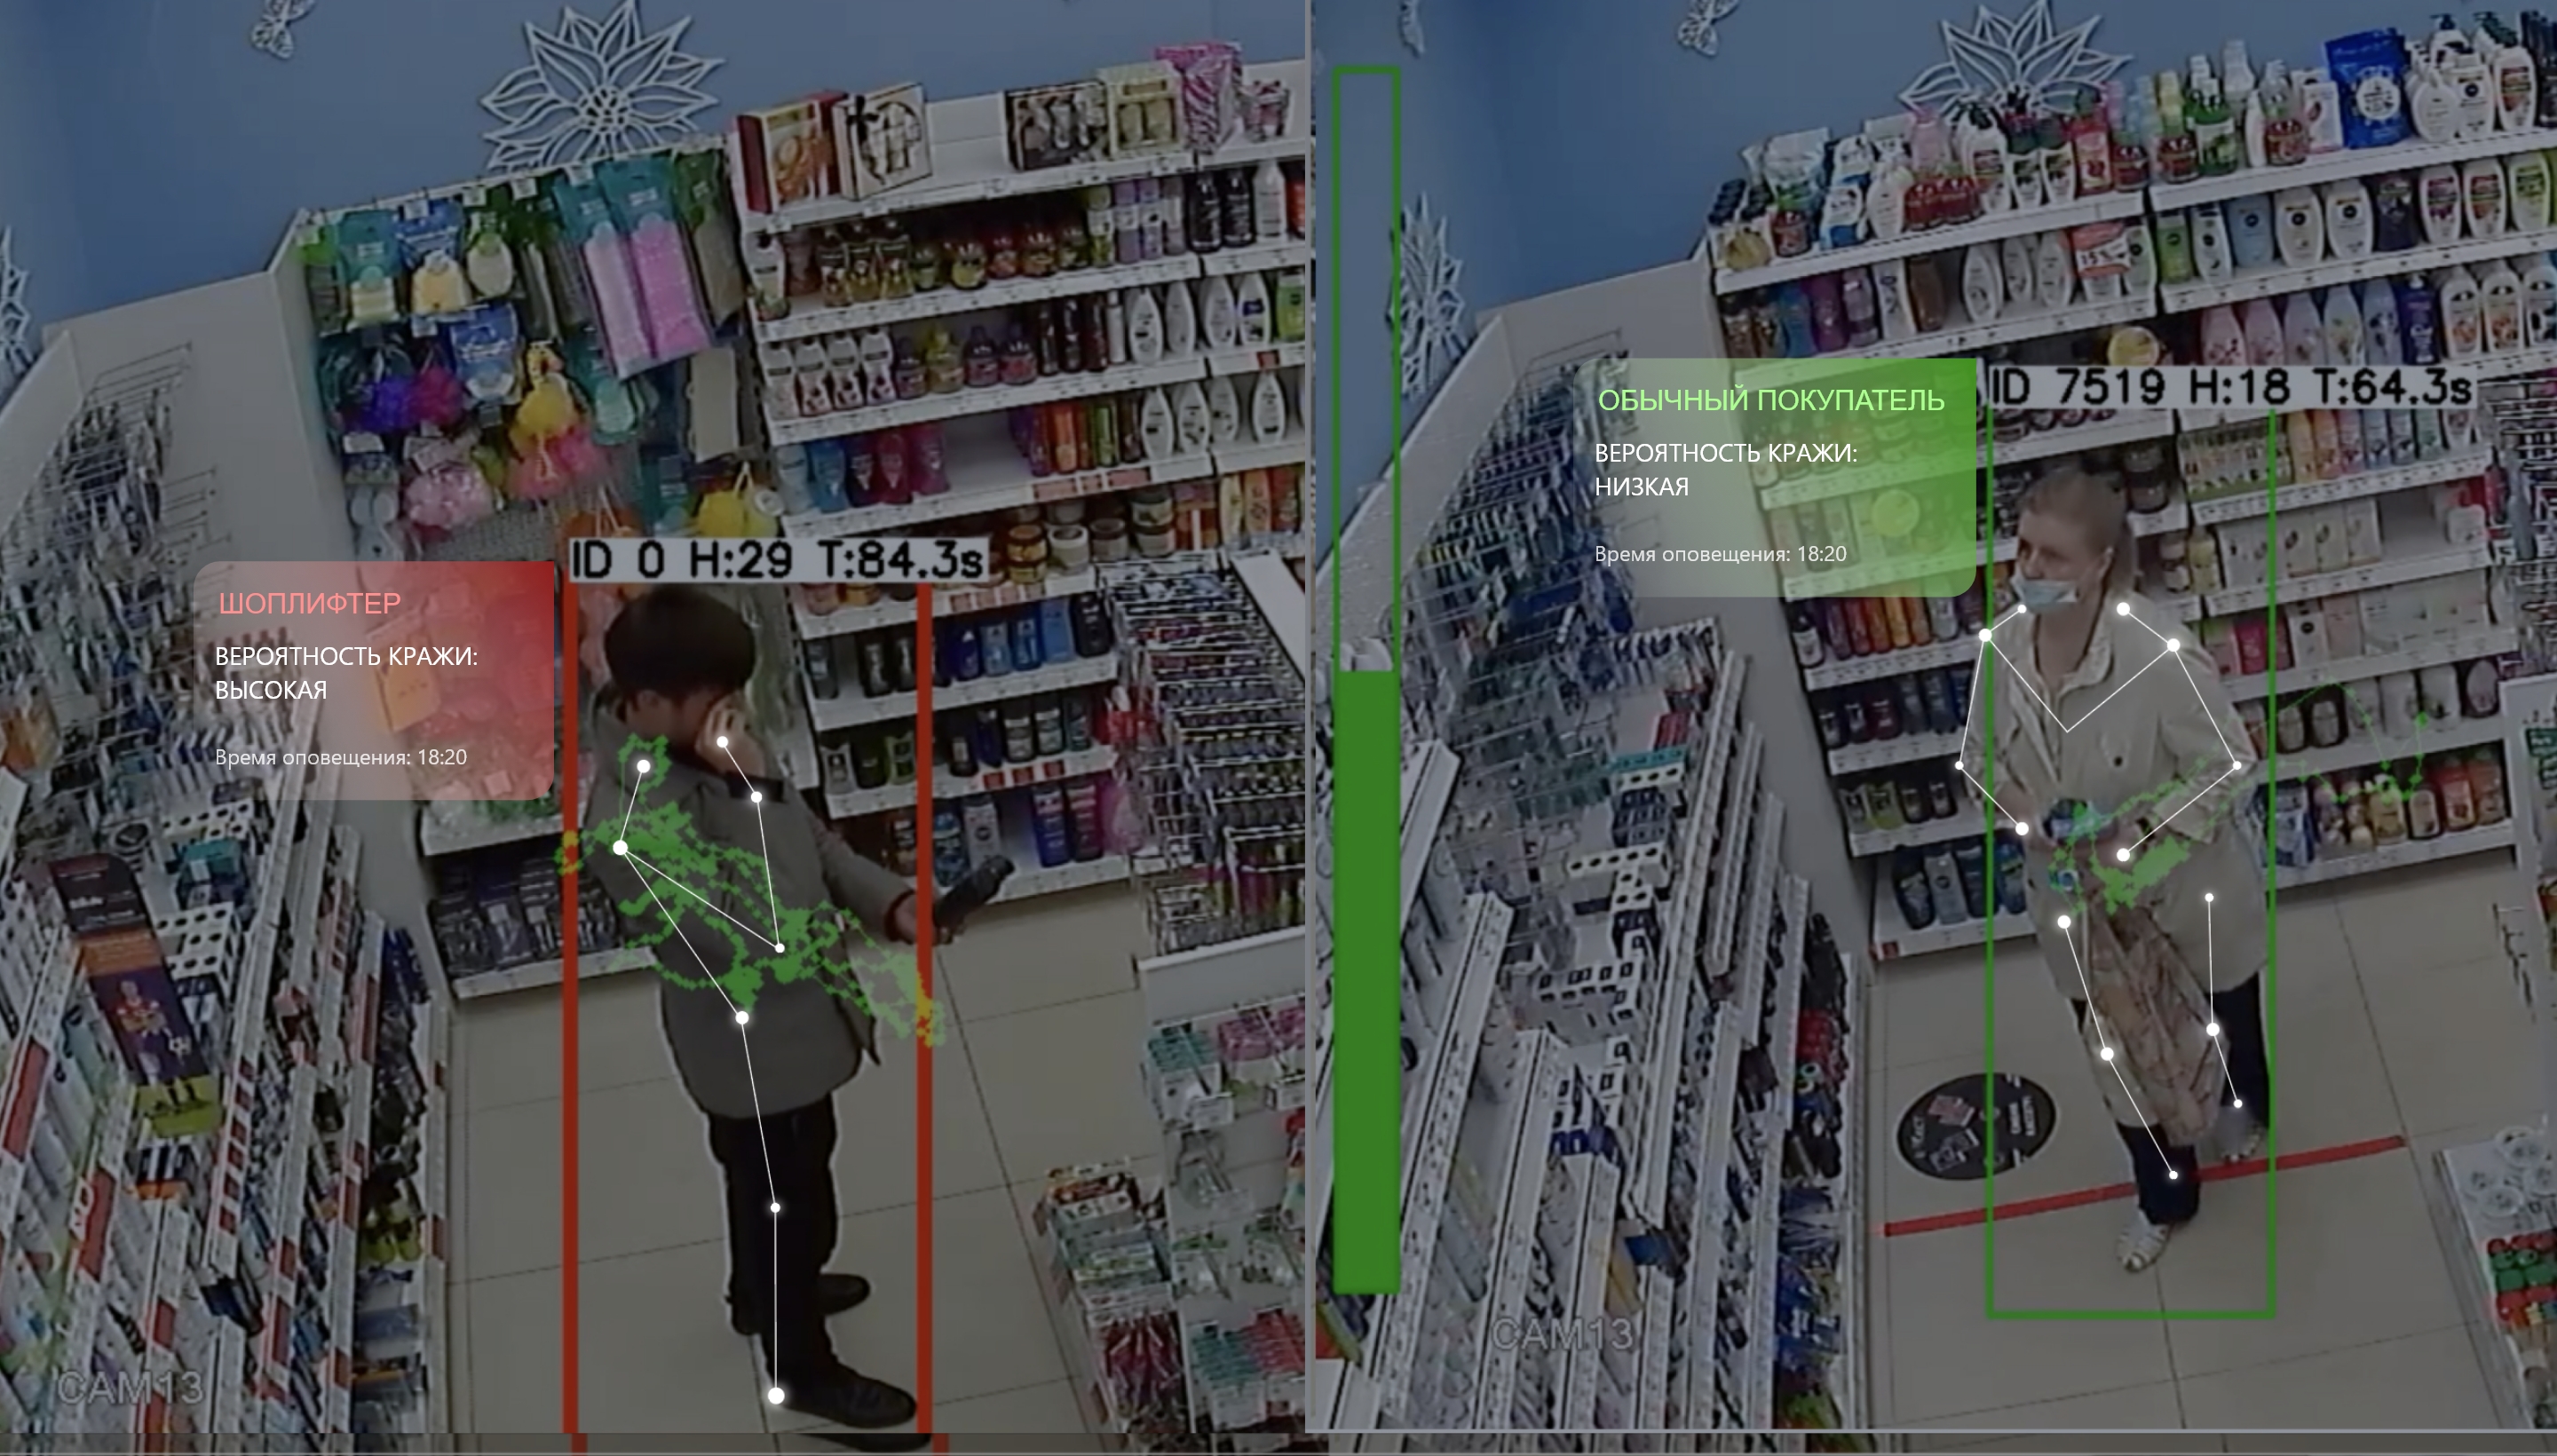 ID 0 H:29 T:84.3s
ШОПЛИФТЕР
ВЕРОЯТНОСТЬ КРАЖИ:
ВЫСОКАЯ
Время оповещения: 18:20
CAM13
ID 7519 H:18 T:64.3s
ОБЫЧНЫЙ ПОКУПАТЕЛЬ
ВЕРОЯТНОСТЬ КРАЖИ:
НИЗКАЯ
Время оповещения: 18:20
15%
CAM13